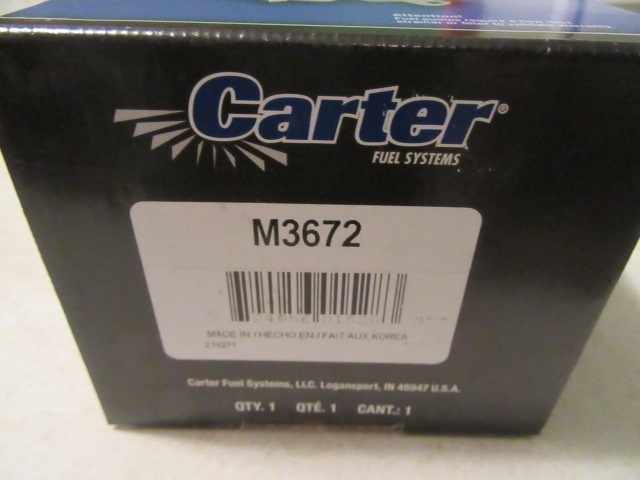 Attention!
Carter®
FUEL SYSTEMS
M3672
MADE IN / HECHO EN / FAIT AUX KOREA
Carter Fuel Systems, LLC. Logansport, IN 46947 U.S.A.
QTY. 1 QTÉ. 1 CANT.: 1